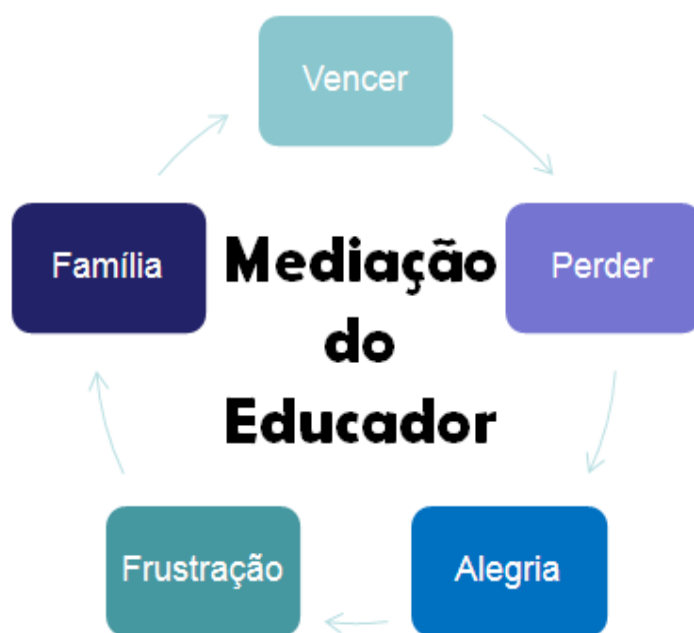 Vencer
Família
Mediação
do
Educador
Perder
Frustração
Alegria